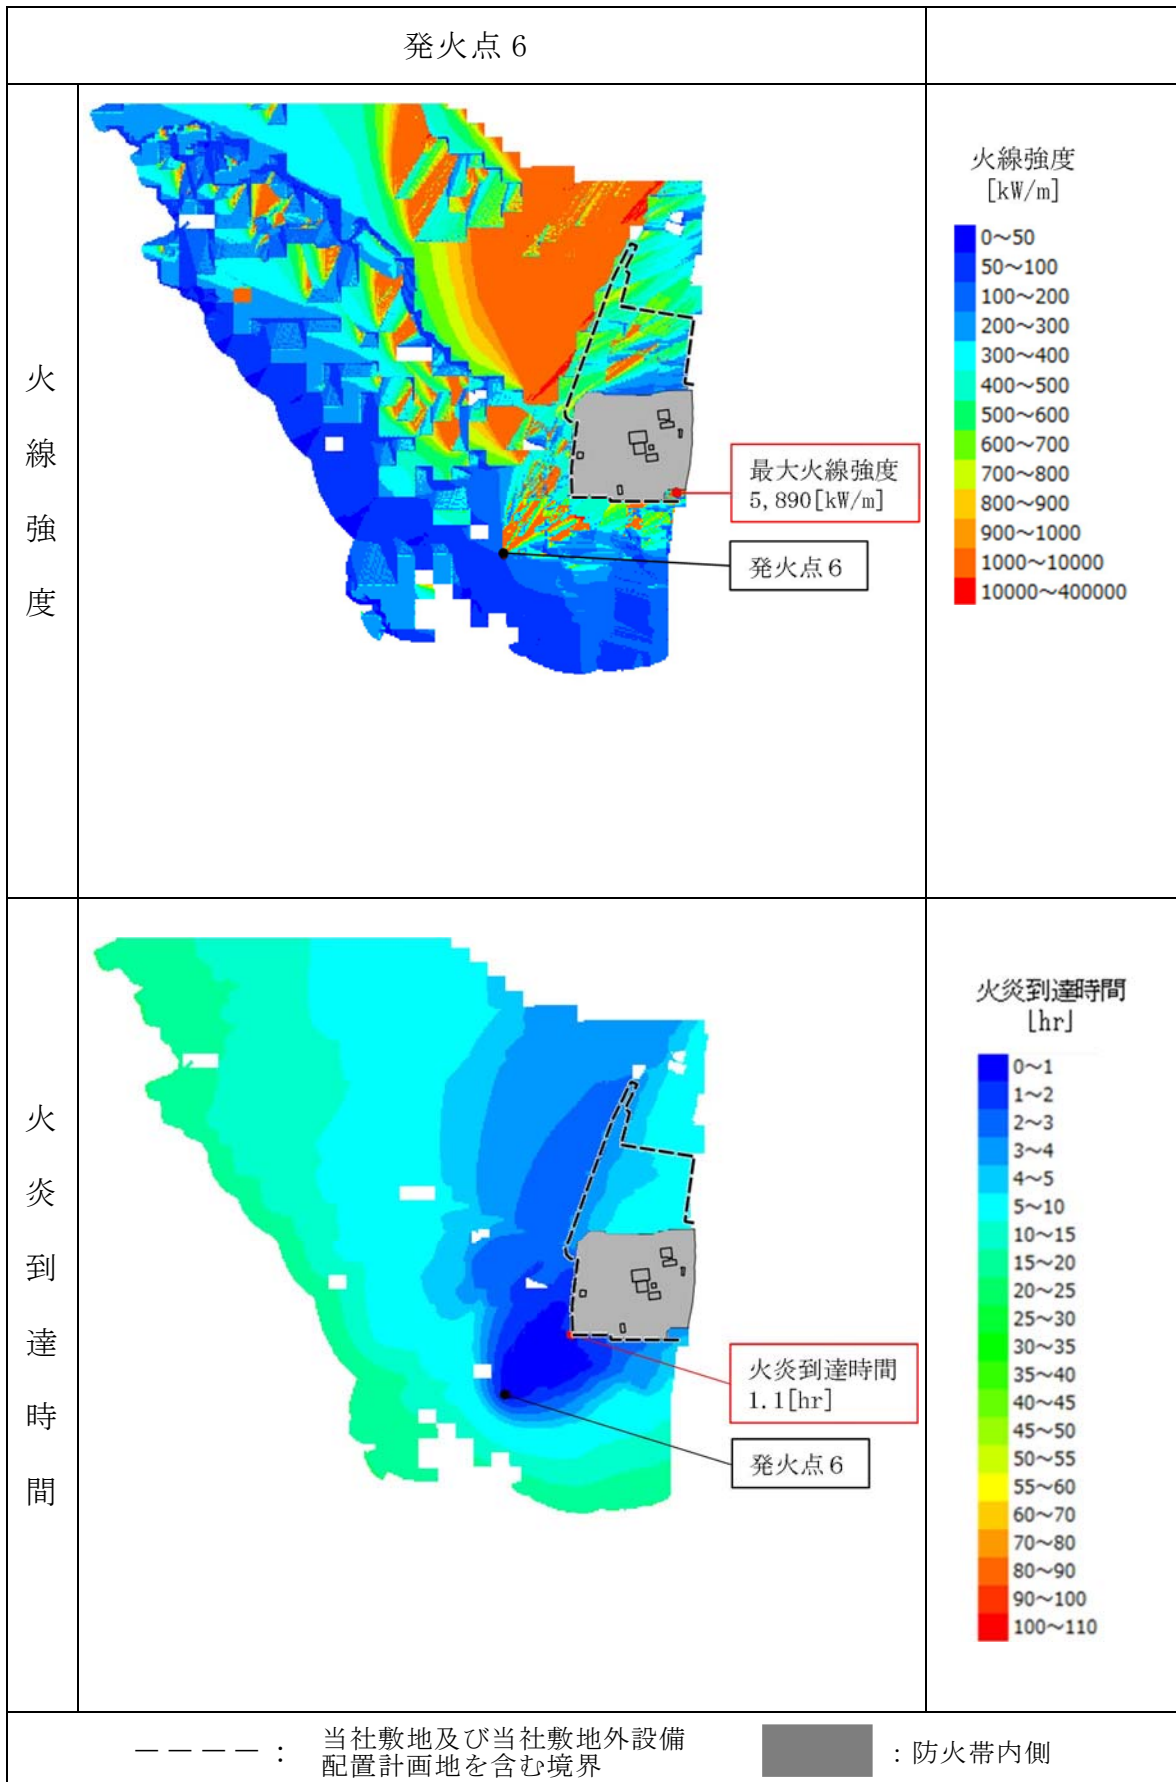 発火点６
火線強度
火線強度
[kW/m]
0～50
50～100
100～200
200～300
300～400
400～500
500～600
600～700
700～800
800～900
900～1000
1000～10000
10000～400000
最大火線強度
5,890[kW/m]
発火点６
火炎到達時間
火炎到達時間
[hr]
0～1
1～2
2～3
3～4
4～5
5～10
10～15
15～20
20～25
25～30
30～35
35～40
40～45
45～50
50～55
55～60
60～70
70～80
80～90
90～100
100～110
火炎到達時間
1.1[hr]
発火点６
－－－－：
当社敷地及び当社敷地外設備
配置計画地を含む境界
：防火帯内側